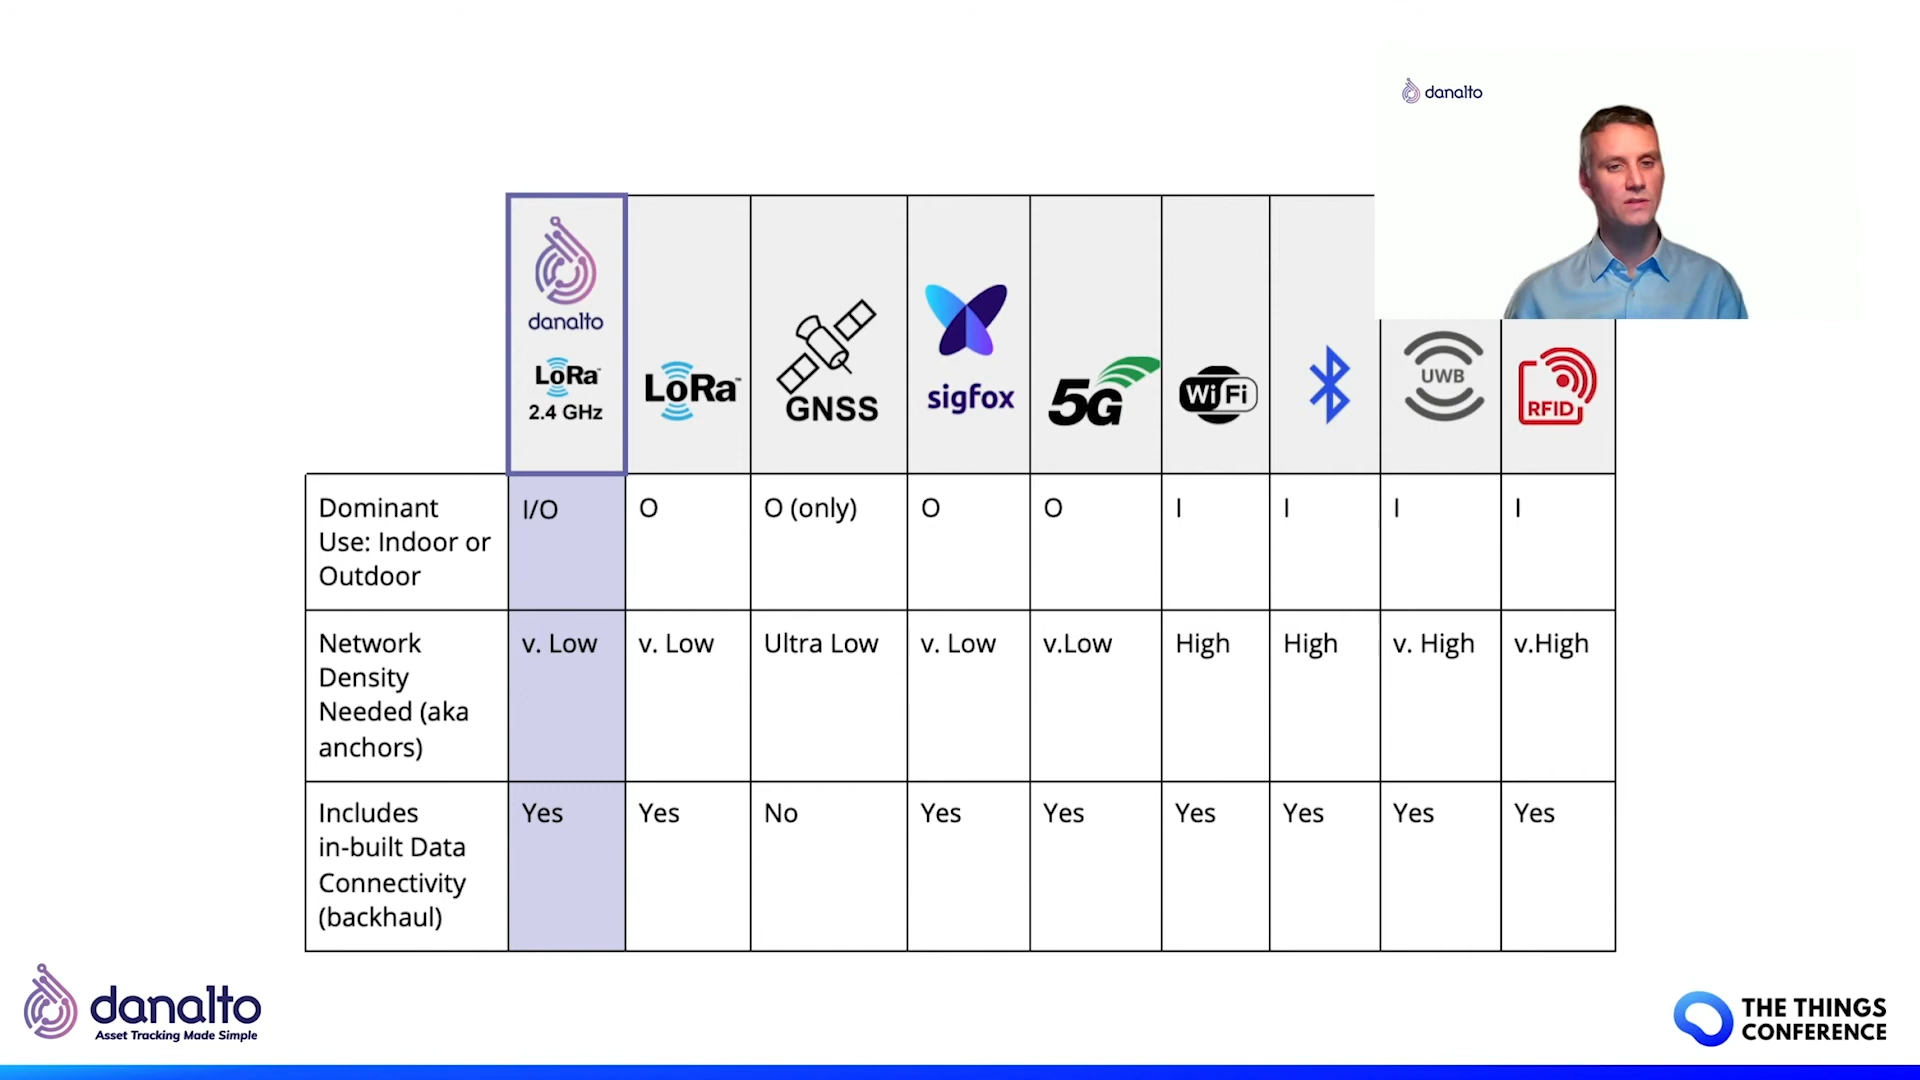 danalto
danalto
LoRa™
2.4 GHz
LoRa™
GNSS
sigfox
5G
WiFi
UWB
RFID
Dominant Use: Indoor or Outdoor
I/O
O
O (only)
O
O
I
I
I
I
Network Density Needed (aka anchors)
v. Low
v. Low
Ultra Low
v. Low
v.Low
High
High
v. High
v.High
Includes in-built Data Connectivity (backhaul)
Yes
Yes
No
Yes
Yes
Yes
Yes
Yes
Yes
danalto
Asset Tracking Made Simple
THE THINGS
CONFERENCE